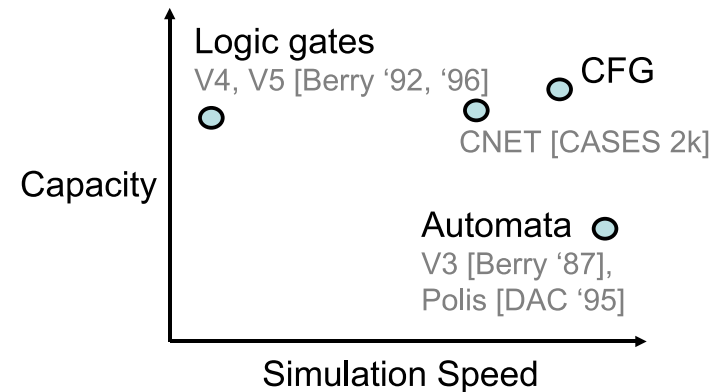 Logic gates
V4, V5 [Berry ‘92, ‘96]
CFG
CNET [CASES 2k]
Capacity
Automata
V3 [Berry ‘87],
Polis [DAC ‘95]
Simulation Speed